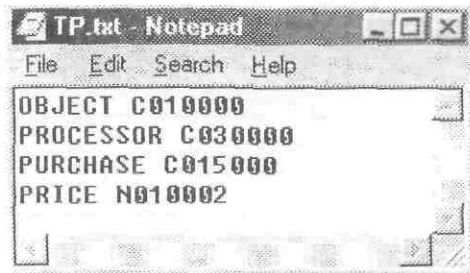 TP.txt - Notepad
File Edit Search Help
OBJECT C010000
PROCESSOR C030000
PURCHASE C015000
PRICE N010002